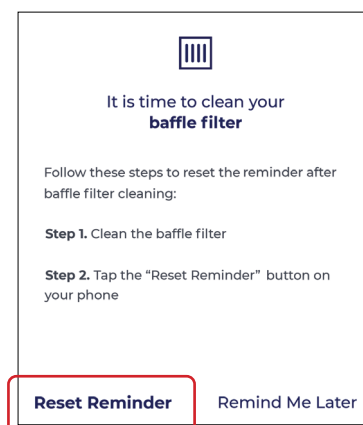 It is time to clean your
baffle filter
Follow these steps to reset the reminder after
baffle filter cleaning:
Step 1. Clean the baffle filter
Step 2. Tap the “Reset Reminder” button on
your phone
Reset Reminder Remind Me Later